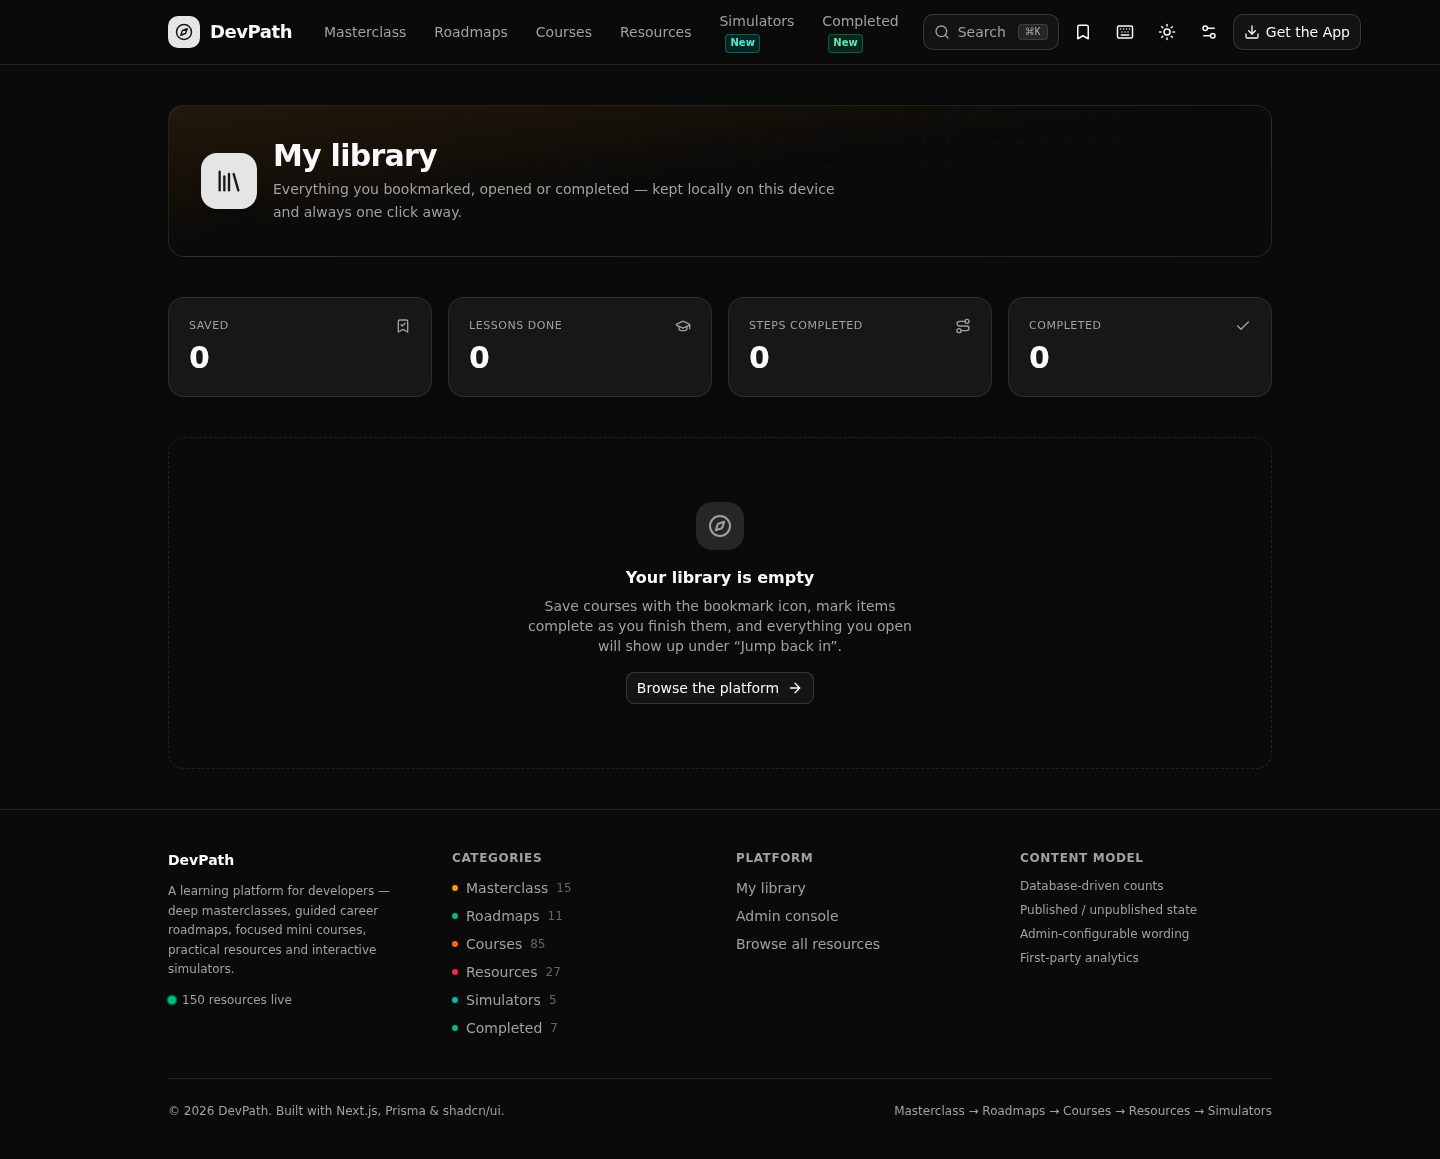 DevPath
Masterclass
Roadmaps
Courses
Resources
Simulators
New
Completed
New
Search ⌘K
Get the App
My library
Everything you bookmarked, opened or completed — kept locally on this device
and always one click away.
SAVED
0
LESSONS DONE
0
STEPS COMPLETED
0
COMPLETED
0
Your library is empty
Save courses with the bookmark icon, mark items
complete as you finish them, and everything you open
will show up under “Jump back in”.
Browse the platform →
DevPath
A learning platform for developers —
deep masterclasses, guided career
roadmaps, focused mini courses,
practical resources and interactive
simulators.
150 resources live
CATEGORIES
Masterclass 15
Roadmaps 11
Courses 85
Resources 27
Simulators 5
Completed 7
PLATFORM
My library
Admin console
Browse all resources
CONTENT MODEL
Database-driven counts
Published / unpublished state
Admin-configurable wording
First-party analytics
© 2026 DevPath. Built with Next.js, Prisma & shadcn/ui.
Masterclass → Roadmaps → Courses → Resources → Simulators